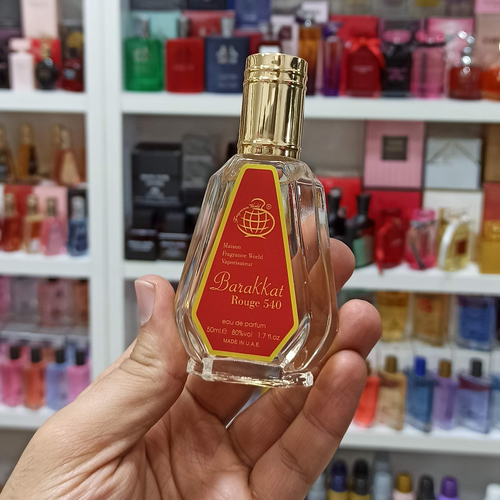 Maison
Fragrance World
Vaporisateur
Barakkat
Rouge 540
eau de parfum
50ml e 80%vol 1.7 fl.oz
MADE IN U.A.E.